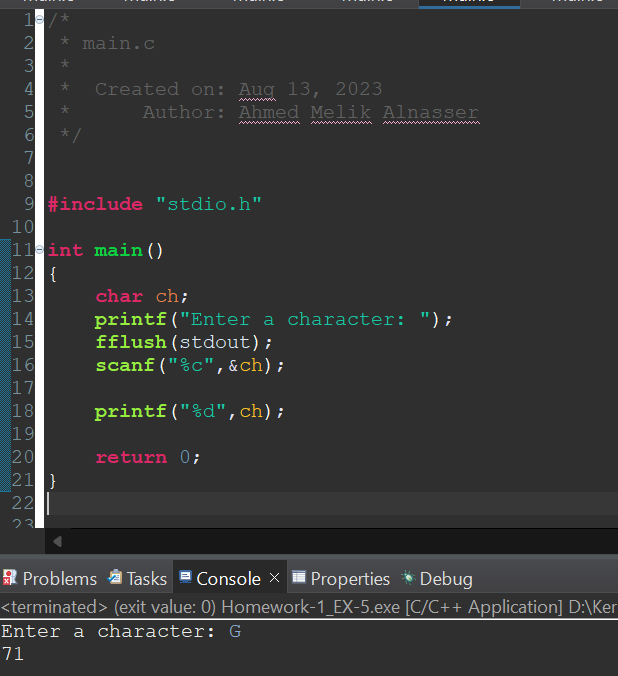 1 /*
2 * main.c
3 *
4 * Created on: Aug 13, 2023
5 * Author: Ahmed Melik Alnasser
6 */
7
8
9 #include "stdio.h"
10
11 int main()
12 {
13 char ch;
14 printf("Enter a character: ");
15 fflush(stdout);
16 scanf("%c",&ch);
17
18 printf("%d",ch);
19
20 return 0;
21 }
22
23
Problems Tasks Console × Properties Debug
<terminated> (exit value: 0) Homework-1_EX-5.exe [C/C++ Application] D:\Ker
Enter a character: G
71